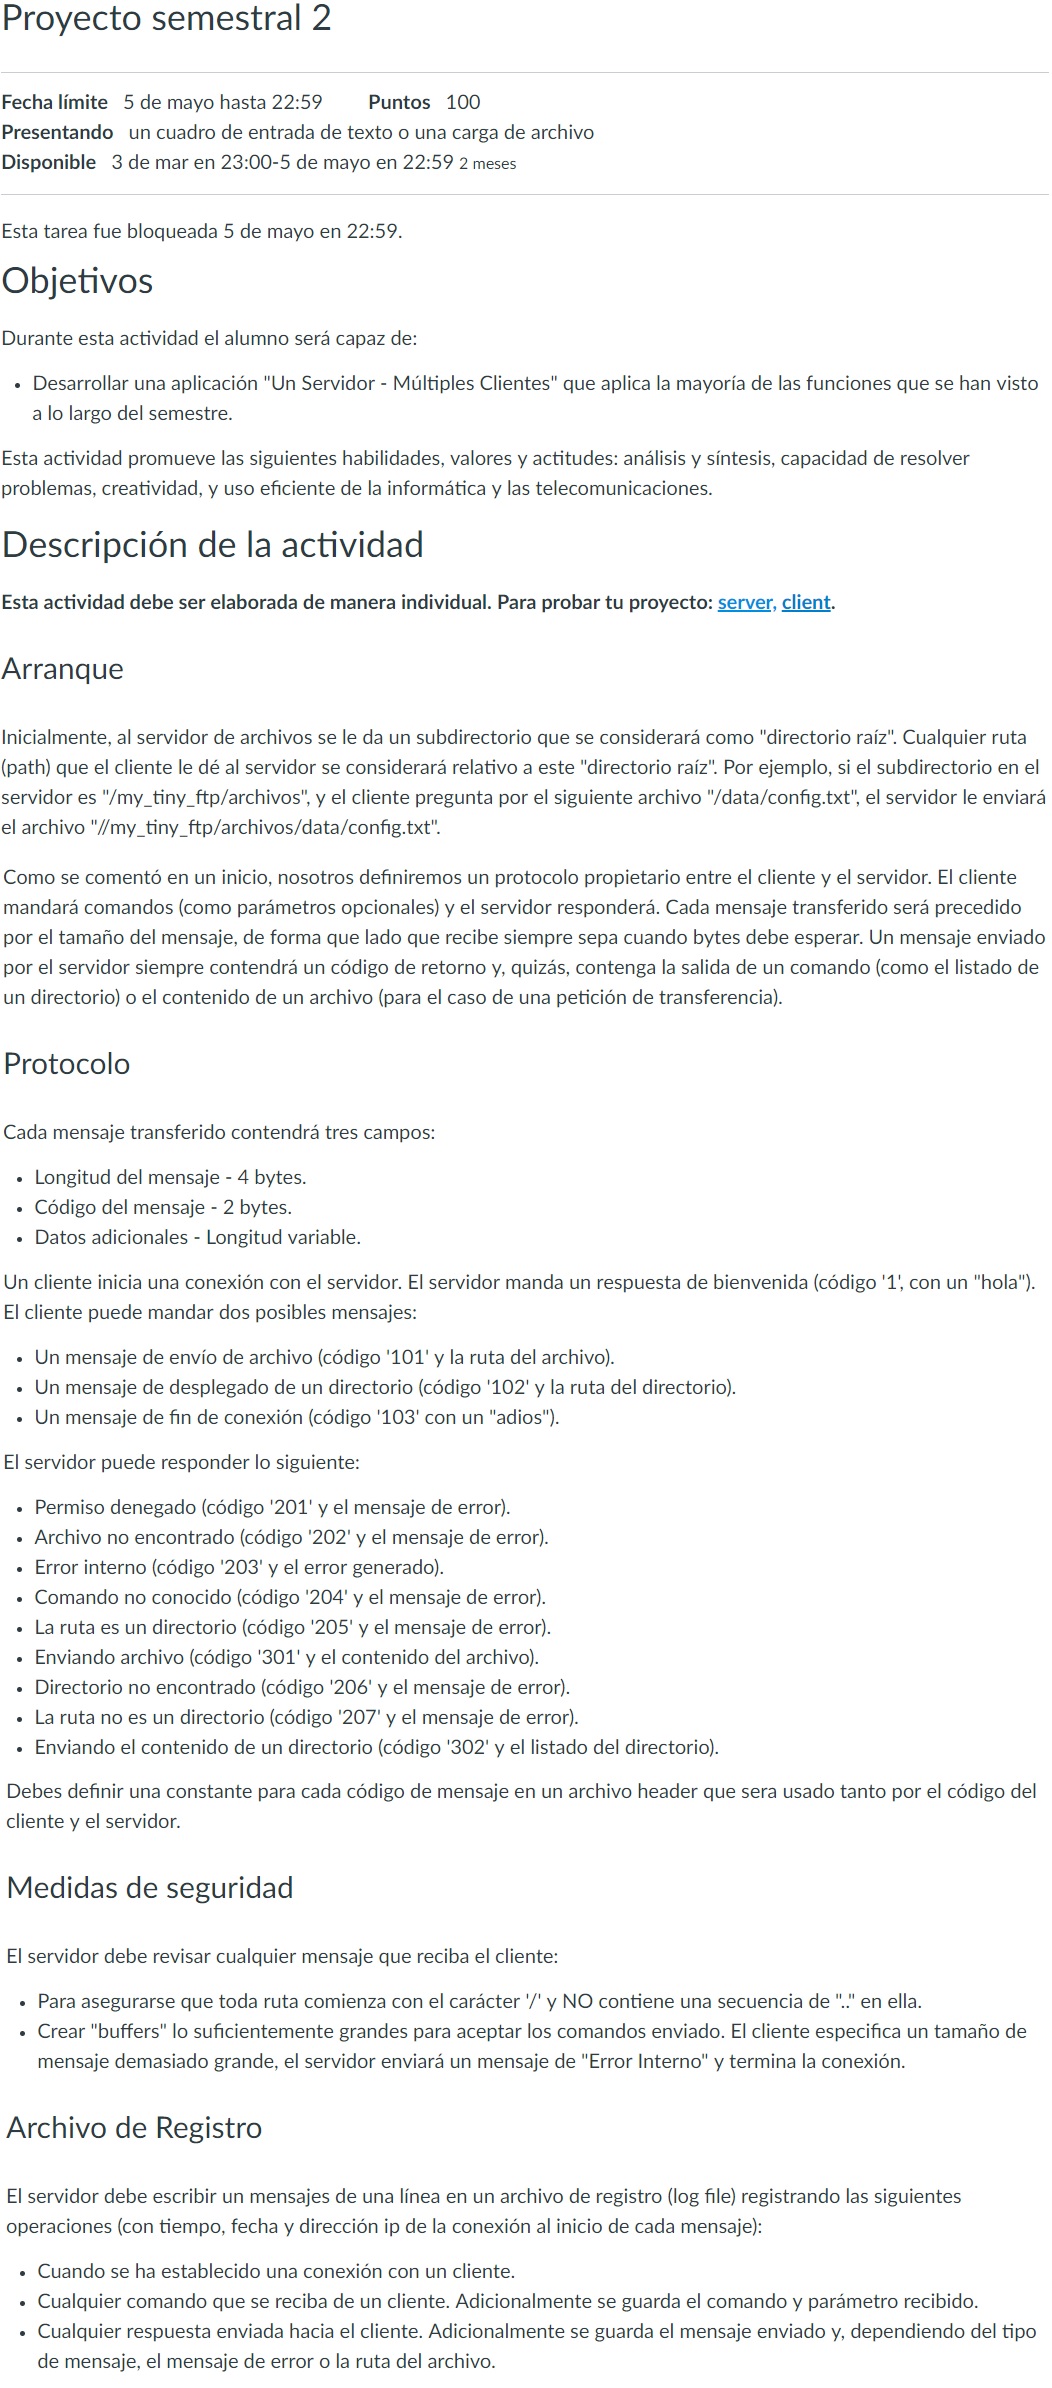 Proyecto semestral 2
Fecha límite 5 de mayo hasta 22:59 Puntos 100
Presentando un cuadro de entrada de texto o una carga de archivo
Disponible 3 de mar en 23:00-5 de mayo en 22:59 2 meses
Esta tarea fue bloqueada 5 de mayo en 22:59.
Objetivos
Durante esta actividad el alumno será capaz de:
• Desarrollar una aplicación "Un Servidor - Múltiples Clientes" que aplica la mayoría de las funciones que se han visto
a lo largo del semestre.
Esta actividad promueve las siguientes habilidades, valores y actitudes: análisis y síntesis, capacidad de resolver
problemas, creatividad, y uso eficiente de la informática y las telecomunicaciones.
Descripción de la actividad
Esta actividad debe ser elaborada de manera individual. Para probar tu proyecto: server, client.
Arranque
Inicialmente, al servidor de archivos se le da un subdirectorio que se considerará como "directorio raíz". Cualquier ruta
(path) que el cliente le dé al servidor se considerará relativo a este "directorio raíz". Por ejemplo, si el subdirectorio en el
servidor es "/my_tiny_ftp/archivos", y el cliente pregunta por el siguiente archivo "/data/config.txt", el servidor le enviará
el archivo "//my_tiny_ftp/archivos/data/config.txt".
Como se comentó en un inicio, nosotros definiremos un protocolo propietario entre el cliente y el servidor. El cliente
mandará comandos (como parámetros opcionales) y el servidor responderá. Cada mensaje transferido será precedido
por el tamaño del mensaje, de forma que lado que recibe siempre sepa cuando bytes debe esperar. Un mensaje enviado
por el servidor siempre contendrá un código de retorno y, quizás, contenga la salida de un comando (como el listado de
un directorio) o el contenido de un archivo (para el caso de una petición de transferencia).
Protocolo
Cada mensaje transferido contendrá tres campos:
• Longitud del mensaje - 4 bytes.
• Código del mensaje - 2 bytes.
• Datos adicionales - Longitud variable.
Un cliente inicia una conexión con el servidor. El servidor manda un respuesta de bienvenida (código '1', con un "hola").
El cliente puede mandar dos posibles mensajes:
• Un mensaje de envío de archivo (código '101' y la ruta del archivo).
• Un mensaje de desplegado de un directorio (código '102' y la ruta del directorio).
• Un mensaje de fin de conexión (código '103' con un "adios").
El servidor puede responder lo siguiente:
• Permiso denegado (código '201' y el mensaje de error).
• Archivo no encontrado (código '202' y el mensaje de error).
• Error interno (código '203' y el error generado).
• Comando no conocido (código '204' y el mensaje de error).
• La ruta es un directorio (código '205' y el mensaje de error).
• Enviando archivo (código '301' y el contenido del archivo).
• Directorio no encontrado (código '206' y el mensaje de error).
• La ruta no es un directorio (código '207' y el mensaje de error).
• Enviando el contenido de un directorio (código '302' y el listado del directorio).
Debes definir una constante para cada código de mensaje en un archivo header que sera usado tanto por el código del
cliente y el servidor.
Medidas de seguridad
El servidor debe revisar cualquier mensaje que reciba el cliente:
• Para asegurarse que toda ruta comienza con el carácter '/' y NO contiene una secuencia de ".." en ella.
• Crear "buffers" lo suficientemente grandes para aceptar los comandos enviado. El cliente especifica un tamaño de
mensaje demasiado grande, el servidor enviará un mensaje de "Error Interno" y termina la conexión.
Archivo de Registro
El servidor debe escribir un mensajes de una línea en un archivo de registro (log file) registrando las siguientes
operaciones (con tiempo, fecha y dirección ip de la conexión al inicio de cada mensaje):
• Cuando se ha establecido una conexión con un cliente.
• Cualquier comando que se reciba de un cliente. Adicionalmente se guarda el comando y parámetro recibido.
• Cualquier respuesta enviada hacia el cliente. Adicionalmente se guarda el mensaje enviado y, dependiendo del tipo
de mensaje, el mensaje de error o la ruta del archivo.